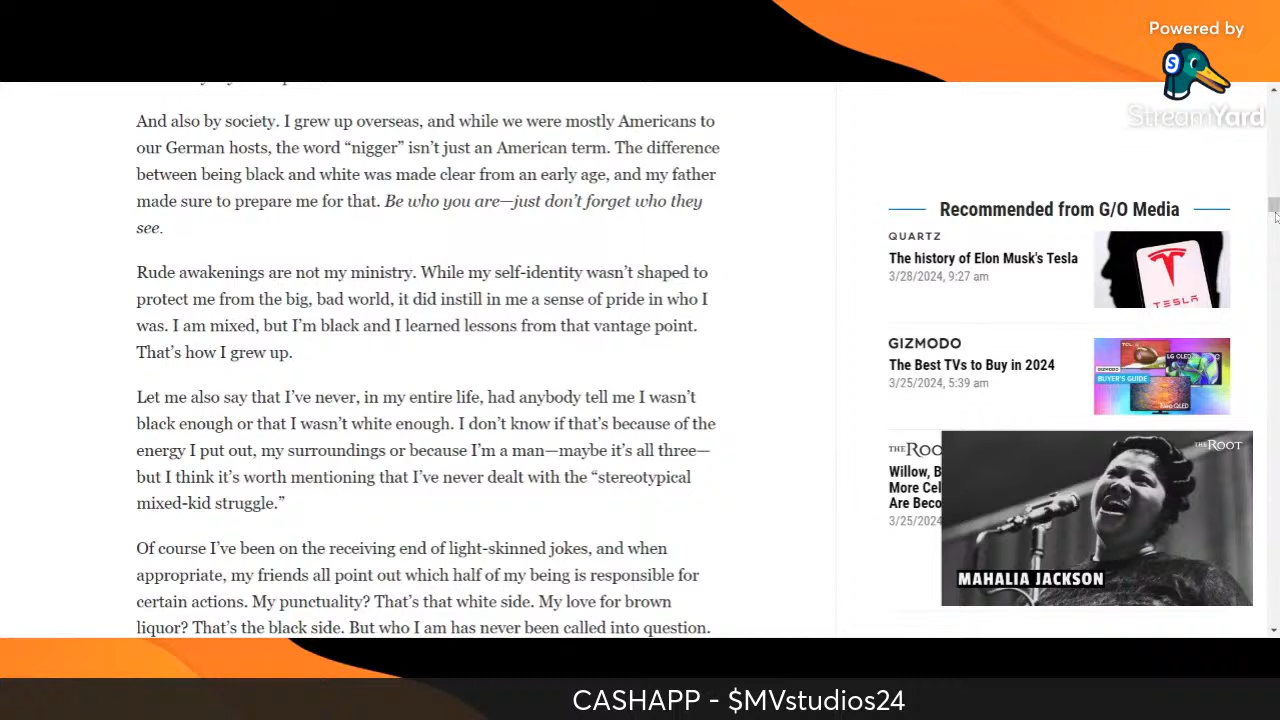 Powered by
StreamYard
And also by society. I grew up overseas, and while we were mostly Americans to
our German hosts, the word “nigger” isn’t just an American term. The difference
between being black and white was made clear from an early age, and my father
made sure to prepare me for that. Be who you are—just don’t forget who they
see.
Rude awakenings are not my ministry. While my self-identity wasn’t shaped to
protect me from the big, bad world, it did instill in me a sense of pride in who I
was. I am mixed, but I’m black and I learned lessons from that vantage point.
That’s how I grew up.
Let me also say that I’ve never, in my entire life, had anybody tell me I wasn’t
black enough or that I wasn’t white enough. I don’t know if that’s because of the
energy I put out, my surroundings or because I’m a man—maybe it’s all three—
but I think it’s worth mentioning that I’ve never dealt with the “stereotypical
mixed-kid struggle.”
Of course I’ve been on the receiving end of light-skinned jokes, and when
appropriate, my friends all point out which half of my being is responsible for
certain actions. My punctuality? That’s that white side. My love for brown
liquor? That’s the black side. But who I am has never been called into question.
Recommended from G/O Media
QUARTZ
The history of Elon Musk's Tesla
3/28/2024, 9:27 am
TESLA
GIZMODO
The Best TVs to Buy in 2024
3/25/2024, 5:39 am
TCL
LG OLED
GIZMODO
BUYER'S GUIDE
Neo QLED
THE ROO
Willow, B
More Cel
Are Beco
3/25/2024
THE ROOT
MAHALIA JACKSON
CASHAPP - $MVstudios24